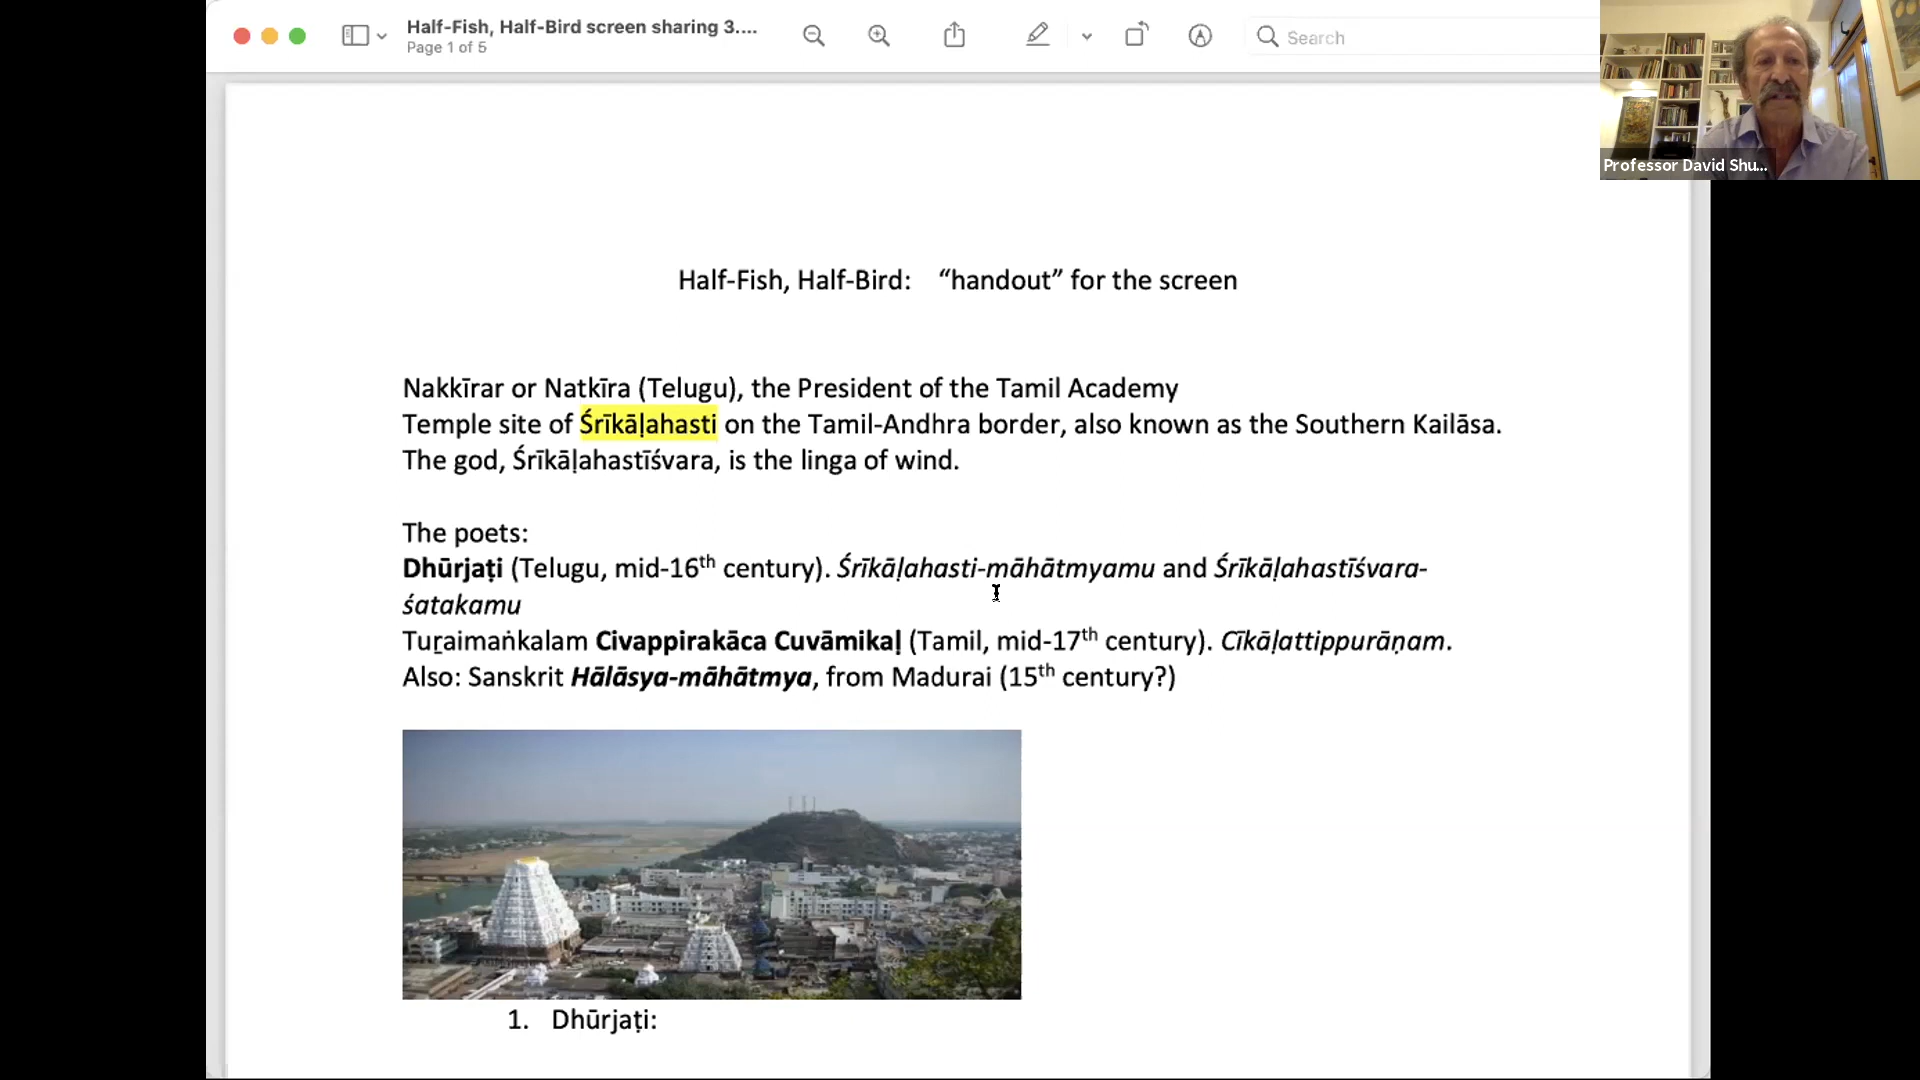 Half-Fish, Half-Bird screen sharing 3....
Page 1 of 5
Search
Professor David Shu...
Half-Fish, Half-Bird: “handout” for the screen
Nakkīrar or Natkīra (Telugu), the President of the Tamil Academy
Temple site of Śrīkāḷahasti on the Tamil-Andhra border, also known as the Southern Kailāsa.
The god, Śrīkāḷahastīśvara, is the linga of wind.
The poets:
Dhūrjaṭi (Telugu, mid-16th century). Śrīkāḷahasti-māhātmyamu and Śrīkāḷahastīśvara-
śatakamu
Tuṟaimaṅkalam Civappirakāca Cuvāmikaḷ (Tamil, mid-17th century). Cīkāḷattippurāṇam.
Also: Sanskrit Hālāsya-māhātmya, from Madurai (15th century?)
1. Dhūrjaṭi: